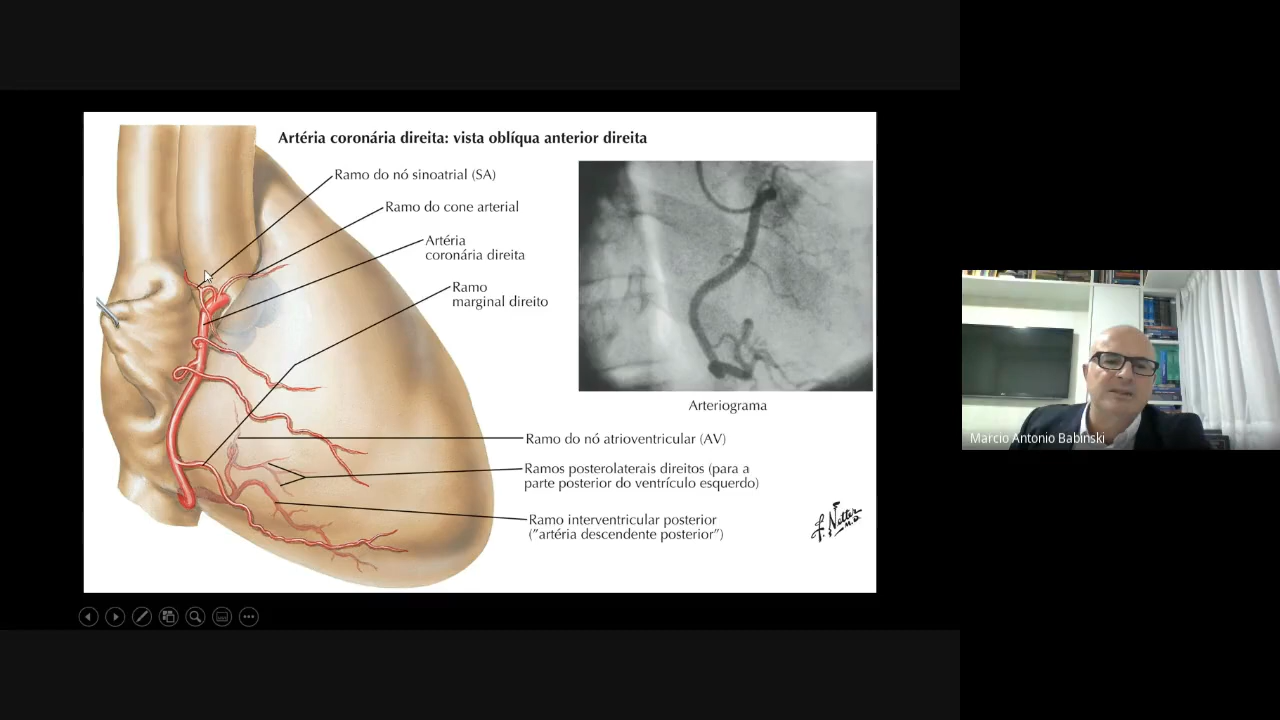 Artéria coronária direita: vista oblíqua anterior direita
Ramo do nó sinoatrial (SA)
Ramo do cone arterial
Artéria
coronária direita
Ramo
marginal direito
Arteriograma
Ramo do nó atrioventricular (AV)
Ramos posterolaterais direitos (para a
parte posterior do ventrículo esquerdo)
Ramo interventricular posterior
("artéria descendente posterior")
F. Netter
M.D.
Marcio Antonio Babinski